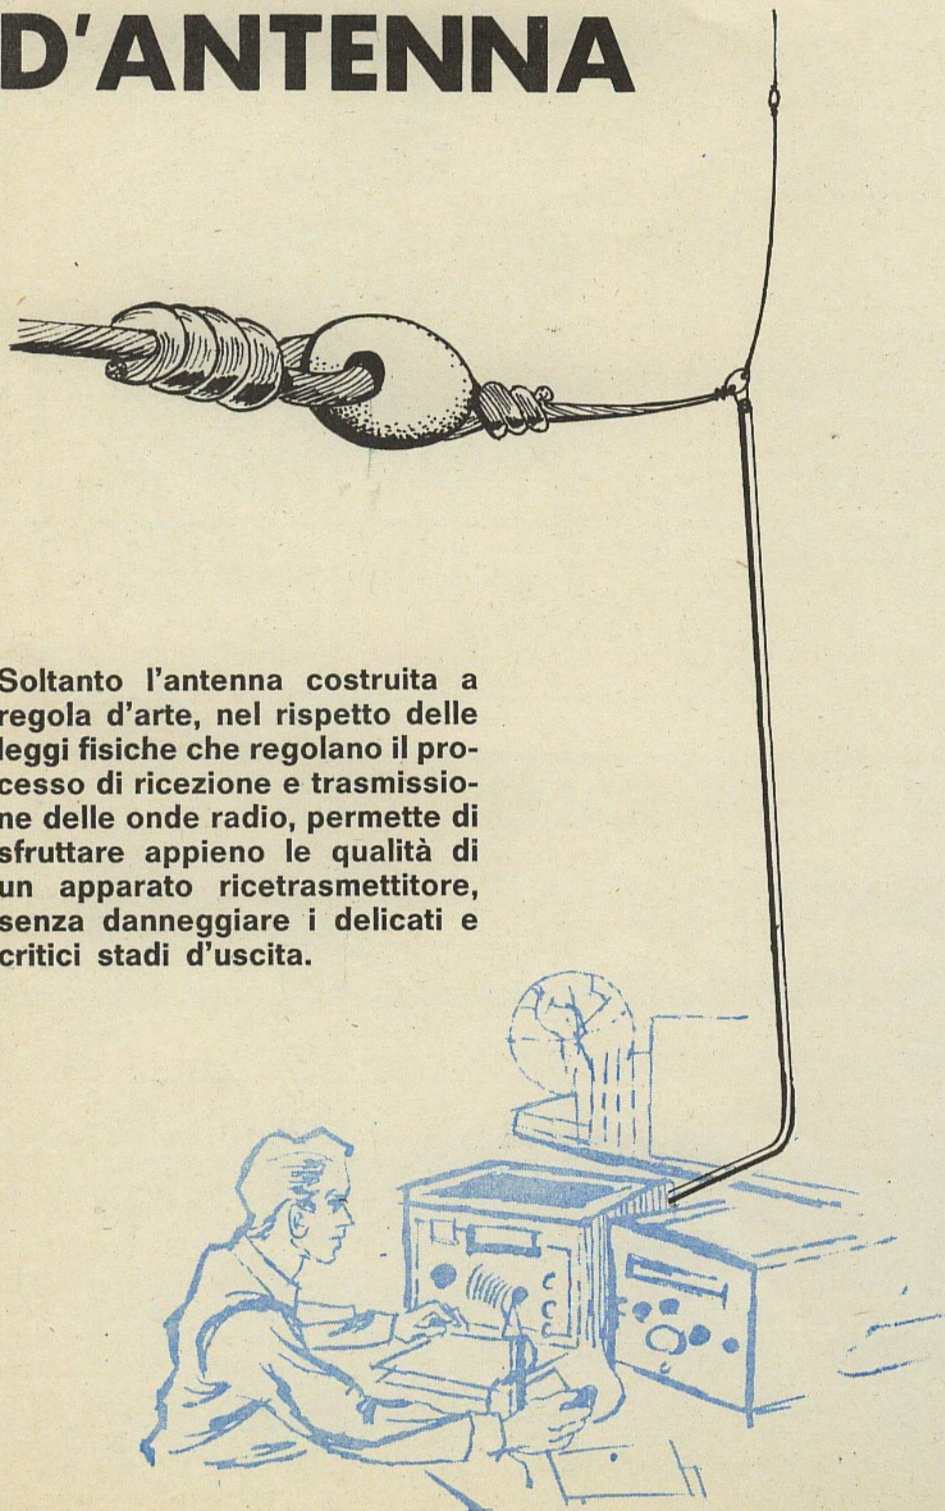 D'ANTENNA
Soltanto l'antenna costruita a
regola d'arte, nel rispetto delle
leggi fisiche che regolano il pro-
cesso di ricezione e trasmissio-
ne delle onde radio, permette di
sfruttare appieno le qualità di
un apparato ricetrasmettitore,
senza danneggiare i delicati e
critici stadi d'uscita.